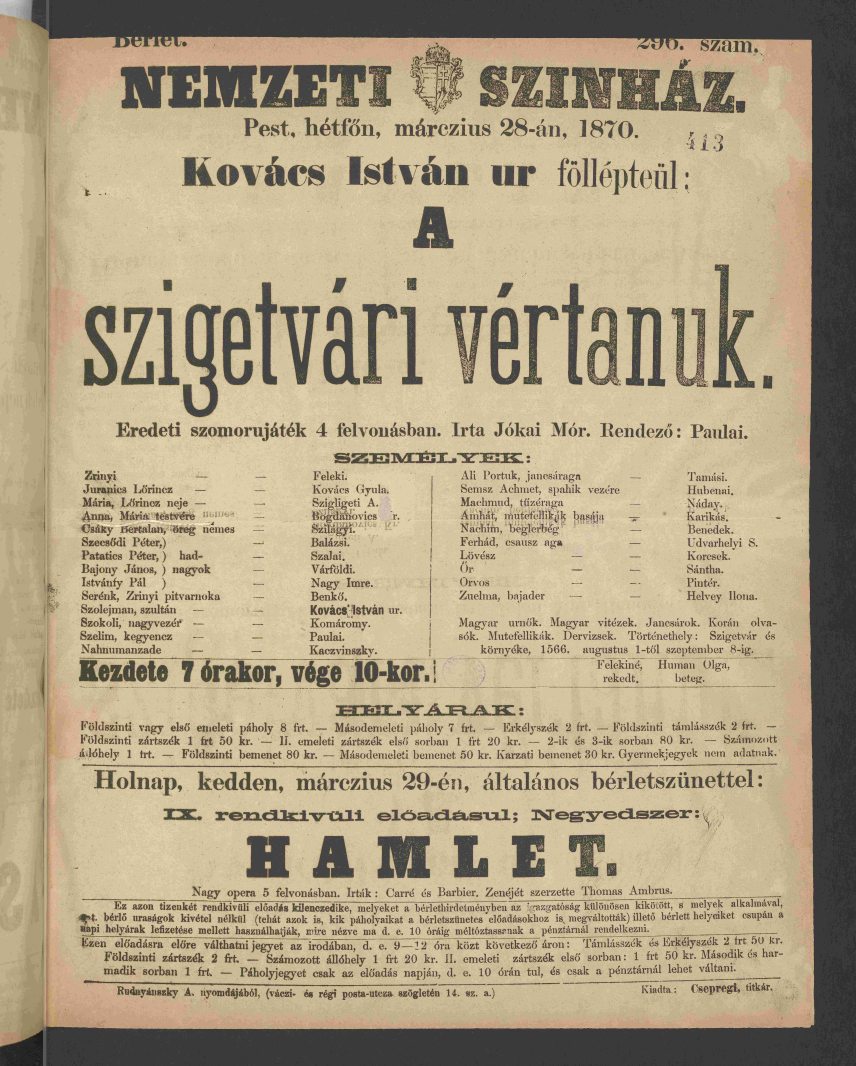 Bérlet. 296. szám.
NEMZETI SZINHÁZ.
Pest, hétfőn, márczius 28-án, 1870.
413
Kovács István ur föllépteül:
A
szigetvári vértanuk.
Eredeti szomorujáték 4 felvonásban. Irta Jókai Mór. Rendező: Paulai.
SZEMÉLYEK:
Zrinyi — — Feleki.
Juranics Lőrincz — — Kovács Gyula.
Mária, Lőrincz neje — — Szigligeti A.
Anna, Mária testvére — Bogdanovics r.
Csáky Bertalan, öreg nemes — Szilágyi.
Szecsődi Péter,) — Balázsi.
Patatics Péter,) had- — Szalai.
Bajony János, ) nagyok — Várföldi.
Istvánfy Pál ) — Nagy Imre.
Serénk, Zrinyi pitvarnoka — Benkő.
Szolejman, szultán — — Kovács István ur.
Szokoli, nagyvezér — — Komáromy.
Szelim, kegyencz — — Paulai.
Nahnumanzade — — Kaczvinszky.
Ali Portuk, jancsáraga — Tamási.
Semsz Achmet, spahik vezére — Hubenai.
Machmud, tűzéraga — Náday.
Amhát, mutefellikák basája — Karikás.
Nachim, beglerbég — Benedek.
Ferhád, csausz aga — Udvarhelyi S.
Lövész — — Korcsek.
Őr — — Sántha.
Orvos — — Pintér.
Zuelma, bajader — — Helvey Ilona.
Magyar urnők. Magyar vitézek. Jancsárok. Korán olva-
sók. Mutefellikák. Dervizsek. Történethely: Szigetvár és
környéke, 1566. augustus 1-től szeptember 8-ig.
Kezdete 7 órakor, vége 10-kor.
Felekiné, Human Olga,
rekedt. beteg.
HELYÁRAK:
Földszinti vagy első emeleti páholy 8 frt. — Másodemeleti páholy 7 frt. — Erkélyszék 2 frt. — Földszinti támlásszék 2 frt. —
Földszinti zártszék 1 frt 50 kr. — II. emeleti zártszék első sorban 1 frt 20 kr. — 2-ik és 3-ik sorban 80 kr. — Számozott
állóhely 1 frt. — Földszinti bemenet 80 kr. — Másodemeleti bemenet 50 kr. Karzati bemenet 30 kr. Gyermekjegyek nem adatnak.
Holnap, kedden, márczius 29-én, általános bérletszünettel:
IX. rendkivüli előadásul; Negyedszer:
HAMLET.
Nagy opera 5 felvonásban. Irták: Carré és Barbier. Zenéjét szerzette Thomas Ambrus.
Ez azon tizenkét rendkivüli előadás kilenczedike, melyeket a bérlethirdetményben az igazgatóság különösen kikötött, s melyek alkalmával,
t. bérlő uraságok kivétel nélkül (tehát azok is, kik páholyaikat a bérletszünetes előadásokhoz is megváltották) illető bérlett helyeiket csupán a
napi helyárak lefizetése mellett használhatják, mire nézve ma d. e. 10 óráig méltóztassanak a pénztárnál rendelkezni.
Ezen előadásra előre válthatni jegyet az irodában, d. e. 9—12 óra közt következő áron: Támlásszék és Erkélyszék 2 frt 50 kr.
Földszinti zártszék 2 frt. — Számozott állóhely 1 frt 20 kr. II. emeleti zártszék első sorban: 1 frt 50 kr. Második és har-
madik sorban 1 frt. — Páholyjegyet csak az előadás napján, d. e. 10 órán tul, és csak a pénztárnál lehet váltani.
Rudnyánszky A. nyomdájából, (váczi- és régi posta-utcza szögletén 14. sz. a.) Kiadta: Csepregi, titkár.